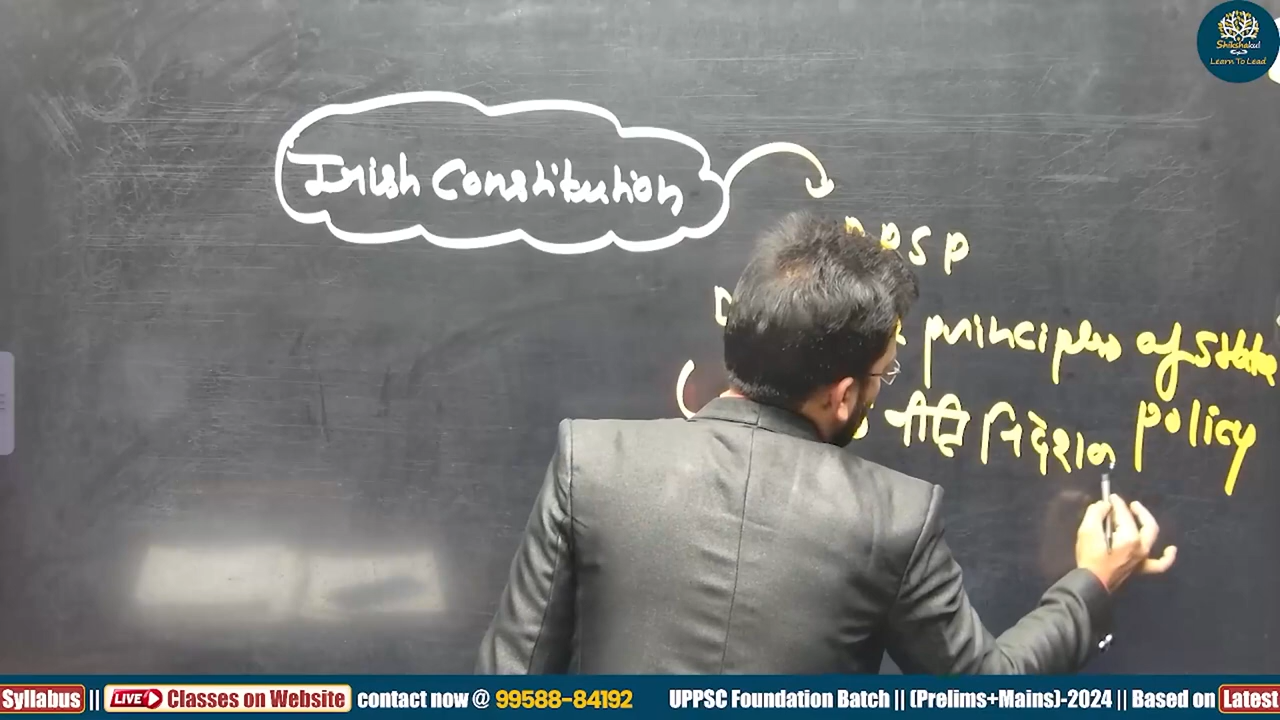 Shikshakul
Learn To Lead
Irish Constitution
DPSP
principles of State
policy
नीति निदेशक
Syllabus || LIVE Classes on Website contact now @ 99588-84192 UPPSC Foundation Batch || (Prelims+Mains)-2024 || Based on Latest